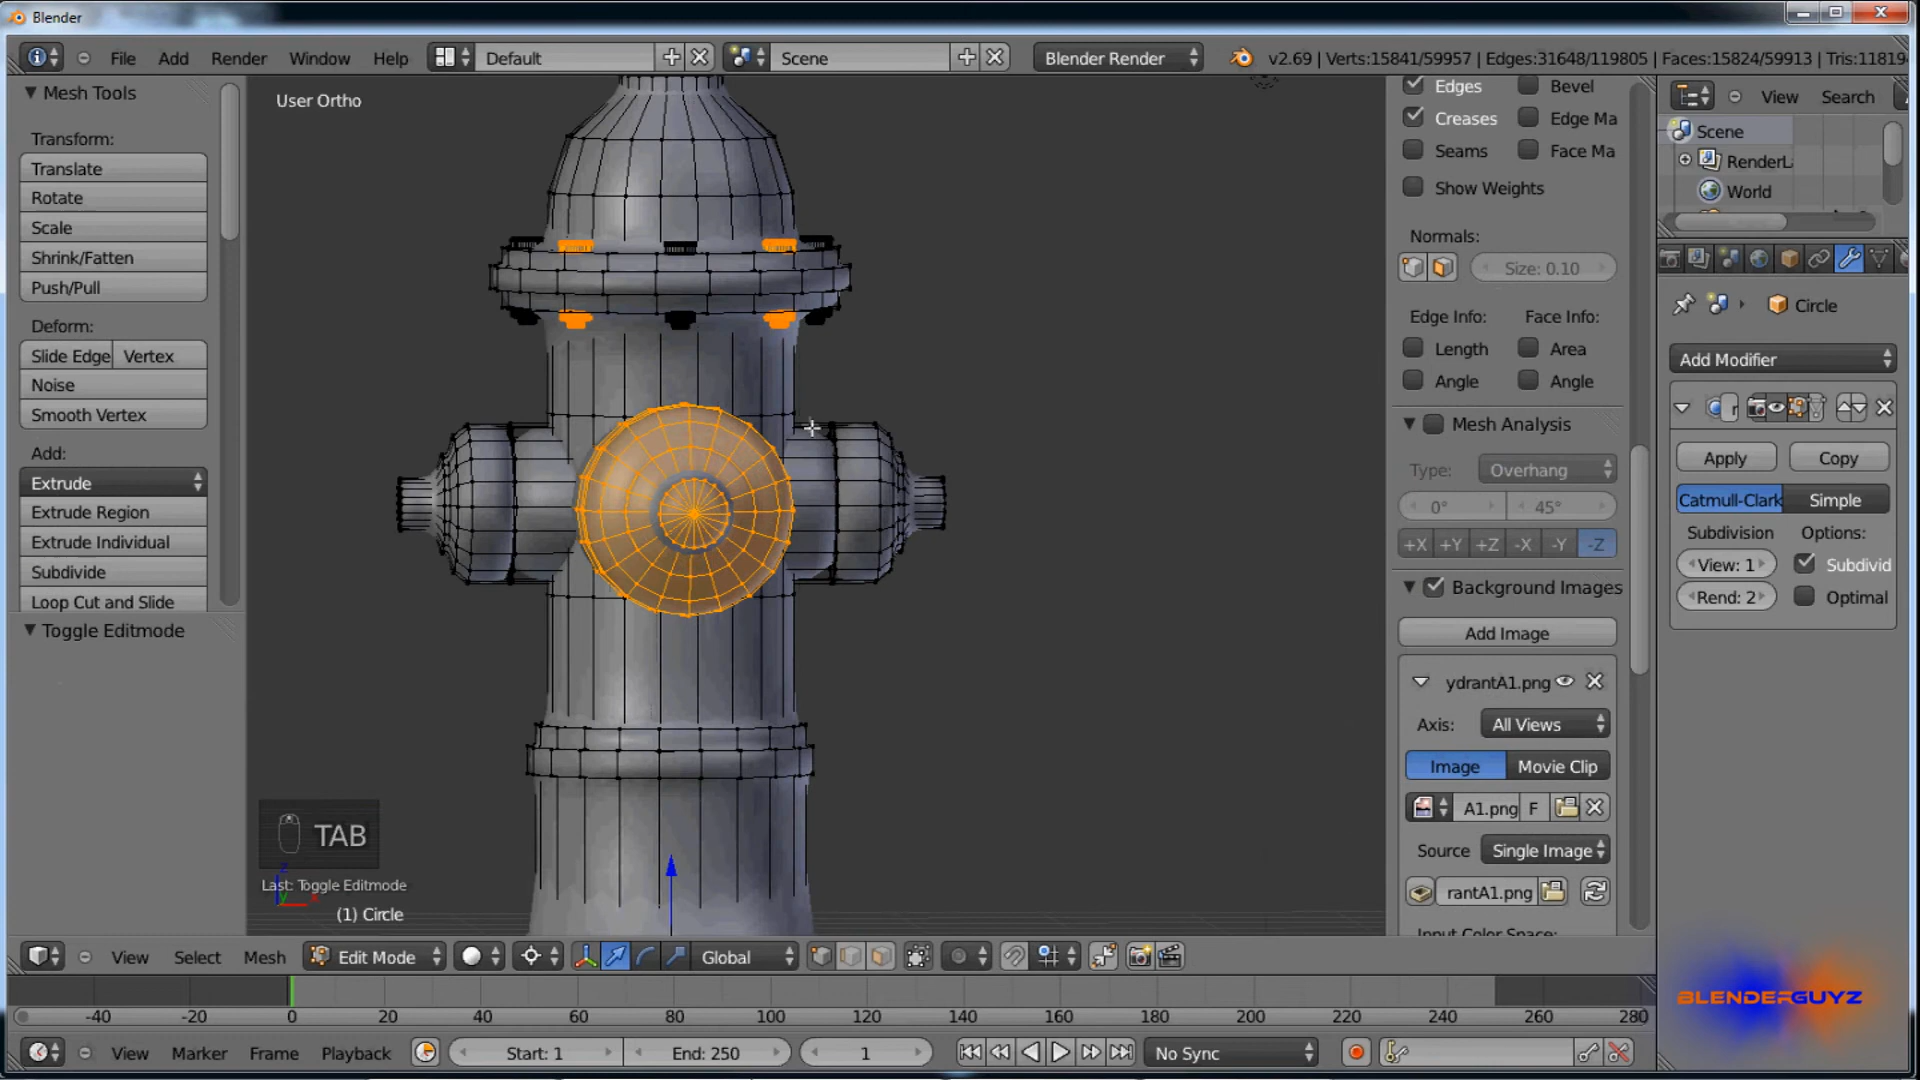 Blender
File Add Render Window Help Default Scene Blender Render v2.69 | Verts:15841/59957 | Edges:31648/119805 | Faces:15824/59913 | Tris:11819
Mesh Tools
Transform:
Translate
Rotate
Scale
Shrink/Fatten
Push/Pull
Deform:
Slide Edge Vertex
Noise
Smooth Vertex
Add:
Extrude
Extrude Region
Extrude Individual
Subdivide
Loop Cut and Slide
Toggle Editmode
User Ortho
TAB
Last: Toggle Editmode
(1) Circle
Edges Bevel
Creases Edge Ma
Seams Face Ma
Show Weights
Normals:
Size: 0.10
Edge Info: Face Info:
Length Area
Angle Angle
Mesh Analysis
Type: Overhang
0° 45°
+X +Y +Z -X -Y -Z
Background Images
Add Image
ydrantA1.png
Axis: All Views
Image Movie Clip
A1.png F
Source Single Image
rantA1.png
Input Color Space:
View Search
Scene
RenderL
World
Circle
Add Modifier
Apply Copy
Catmull-Clark Simple
Subdivision Options:
View: 1 Subdivid
Rend: 2 Optimal
View Select Mesh Edit Mode Global
-40 -20 0 20 40 60 80 100 120 140 160 180 200 220 240 260 280
View Marker Frame Playback Start: 1 End: 250 1 No Sync
BLENDERGUYZ